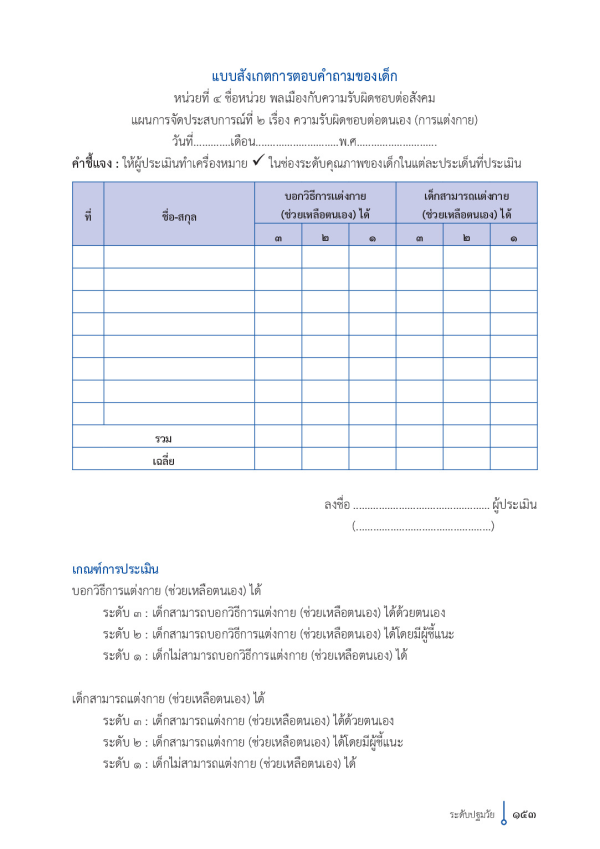 แบบสังเกตการตอบคำถามของเด็ก
หน่วยที่ ๔ ชื่อหน่วย พลเมืองกับความรับผิดชอบต่อสังคม
แผนการจัดประสบการณ์ที่ ๒ เรื่อง ความรับผิดชอบต่อตนเอง (การแต่งกาย)
วันที่.............เดือน.............................พ.ศ............................
คำชี้แจง : ให้ผู้ประเมินทำเครื่องหมาย ✓ ในช่องระดับคุณภาพของเด็กในแต่ละประเด็นที่ประเมิน
ที่ ชื่อ-สกุล บอกวิธีการแต่งกาย (ช่วยเหลือตนเอง) ได้ เด็กสามารถแต่งกาย (ช่วยเหลือตนเอง) ได้
๓ ๒ ๑ ๓ ๒ ๑
รวม
เฉลี่ย
ลงชื่อ ................................................ ผู้ประเมิน
(...............................................)
เกณฑ์การประเมิน
บอกวิธีการแต่งกาย (ช่วยเหลือตนเอง) ได้
ระดับ ๓ : เด็กสามารถบอกวิธีการแต่งกาย (ช่วยเหลือตนเอง) ได้ด้วยตนเอง
ระดับ ๒ : เด็กสามารถบอกวิธีการแต่งกาย (ช่วยเหลือตนเอง) ได้โดยมีผู้ชี้แนะ
ระดับ ๑ : เด็กไม่สามารถบอกวิธีการแต่งกาย (ช่วยเหลือตนเอง) ได้
เด็กสามารถแต่งกาย (ช่วยเหลือตนเอง) ได้
ระดับ ๓ : เด็กสามารถแต่งกาย (ช่วยเหลือตนเอง) ได้ด้วยตนเอง
ระดับ ๒ : เด็กสามารถแต่งกาย (ช่วยเหลือตนเอง) ได้โดยมีผู้ชี้แนะ
ระดับ ๑ : เด็กไม่สามารถแต่งกาย (ช่วยเหลือตนเอง) ได้
ระดับปฐมวัย ๑๕๓